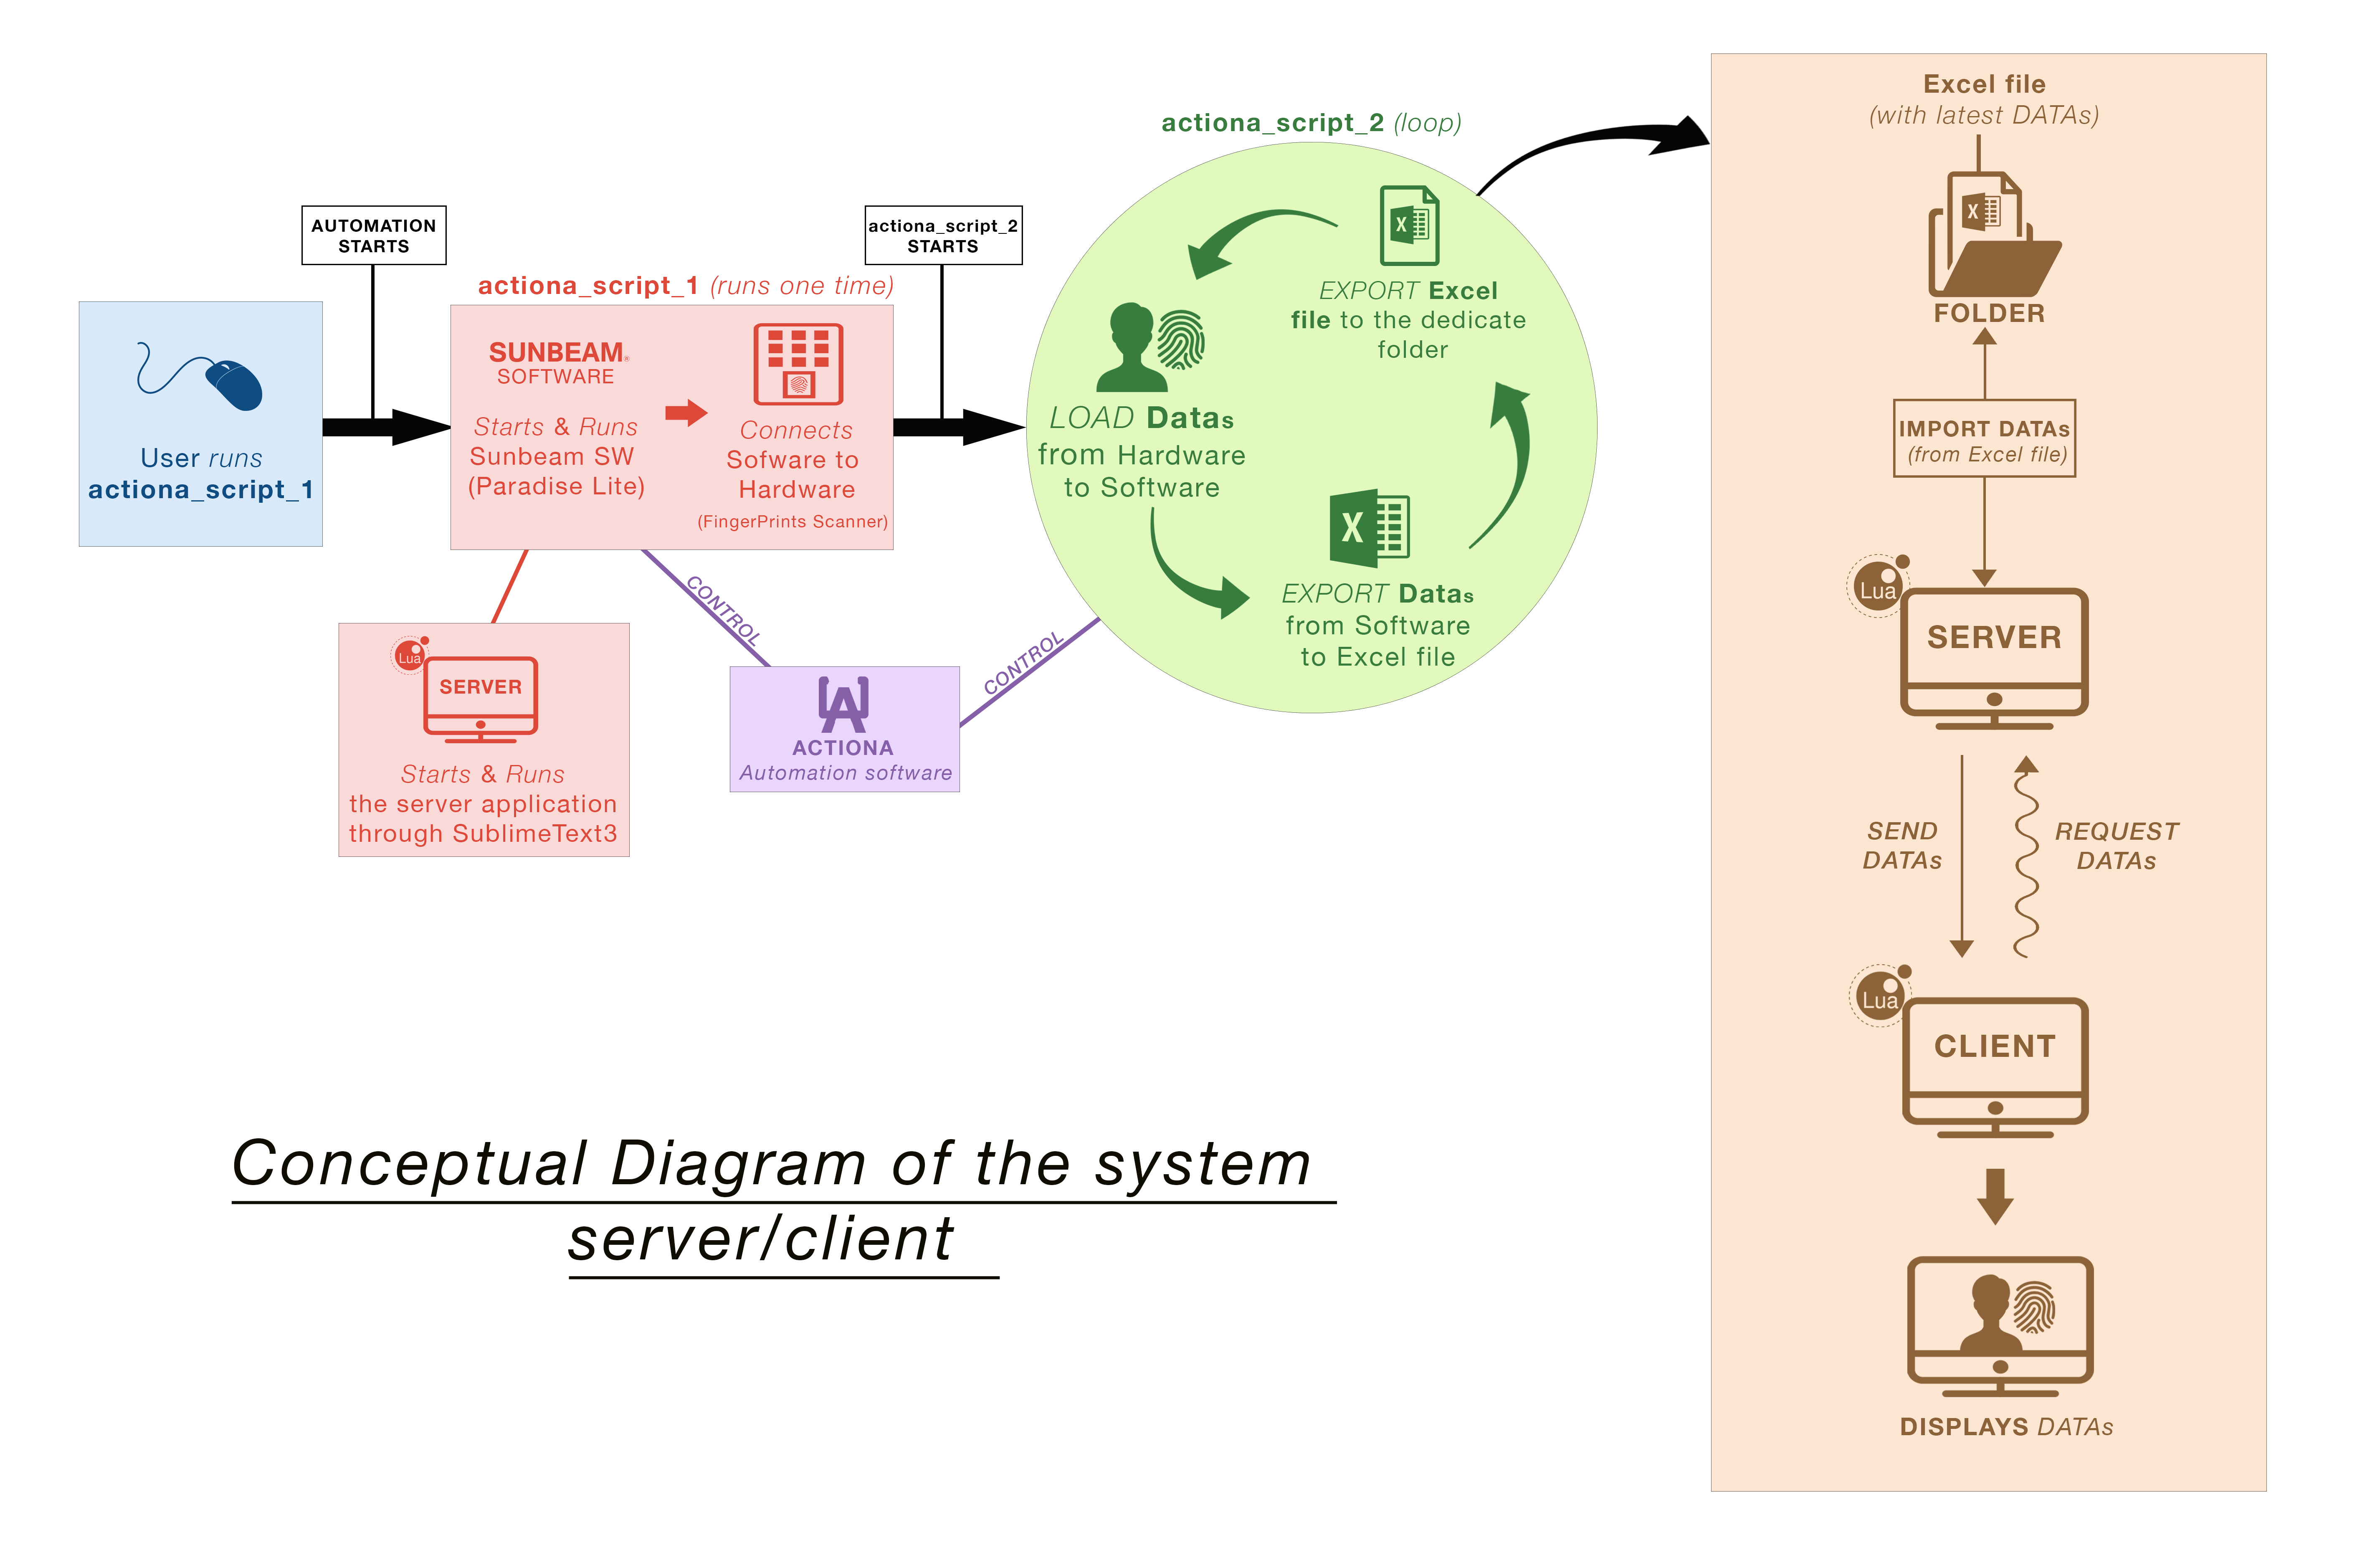 AUTOMATION
STARTS
User runs
actiona_script_1
actiona_script_1 (runs one time)
SUNBEAM®
SOFTWARE
Starts & Runs
Sunbeam SW
(Paradise Lite)
Connects
Sofware to
Hardware
(FingerPrints Scanner)
Lua
SERVER
Starts & Runs
the server application
through SublimeText3
CONTROL
ACTIONA
Automation software
CONTROL
actiona_script_2
STARTS
actiona_script_2 (loop)
LOAD Datas
from Hardware
to Software
X
EXPORT Datas
from Software
to Excel file
X
EXPORT Excel
file to the dedicate
folder
Excel file
(with latest DATAs)
X
FOLDER
IMPORT DATAs
(from Excel file)
Lua
SERVER
SEND
DATAs
REQUEST
DATAs
Lua
CLIENT
DISPLAYS DATAs
Conceptual Diagram of the system
server/client